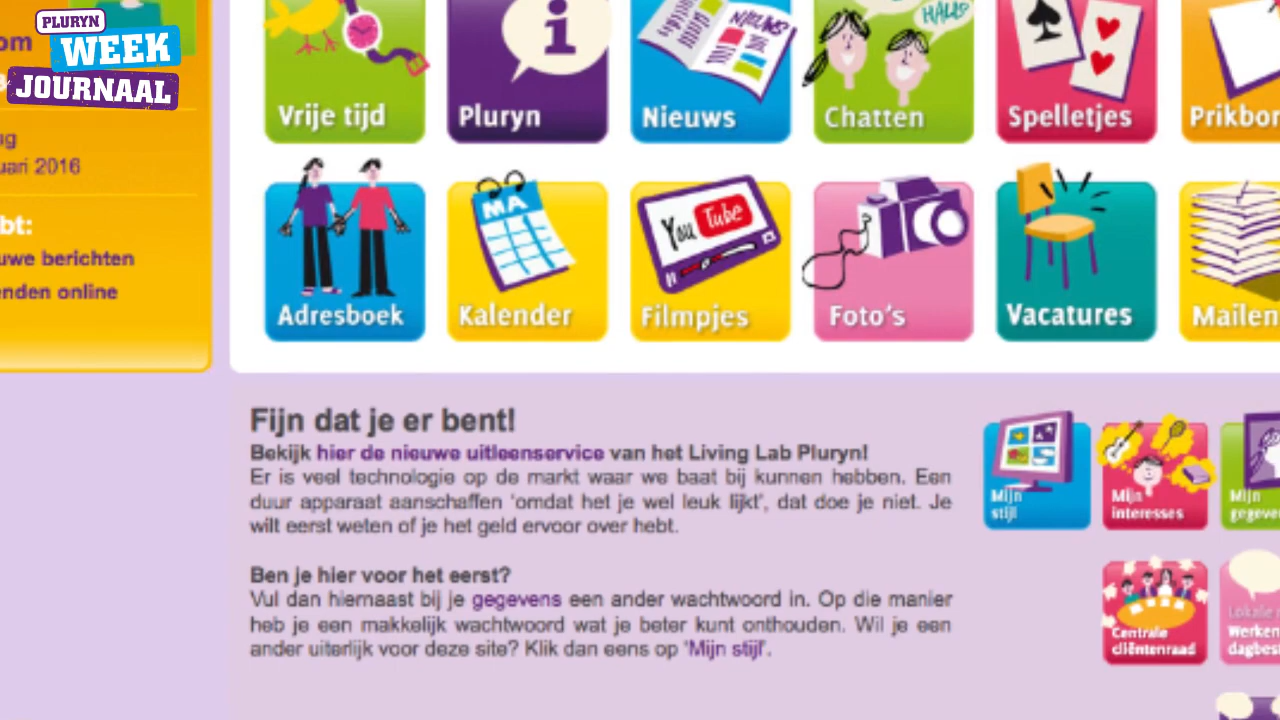 PLURYN
WEEK
JOURNAAL
2016
bt:
berichten
online
i
NIEUWS
HALLO
Vrije tijd
Pluryn
Nieuws
Chatten
Spelletjes
Prikbor
MA
You Tube
Adresboek
Kalender
Filmpjes
Foto's
Vacatures
Mailen
Fijn dat je er bent!
Bekijk hier de nieuwe uitleenservice van het Living Lab Pluryn!
Er is veel technologie op de markt waar we baat bij kunnen hebben. Een
duur apparaat aanschaffen 'omdat het je wel leuk lijkt', dat doe je niet. Je
wilt eerst weten of je het geld ervoor over hebt.
Ben je hier voor het eerst?
Vul dan hiernaast bij je gegevens een ander wachtwoord in. Op die manier
heb je een makkelijk wachtwoord wat je beter kunt onthouden. Wil je een
ander uiterlijk voor deze site? Klik dan eens op 'Mijn stijl'.
Mijn
stijl
Mijn
interesses
Mijn
gegeve
Centrale
cliëntenraad
Lokale
Werken
dagbest